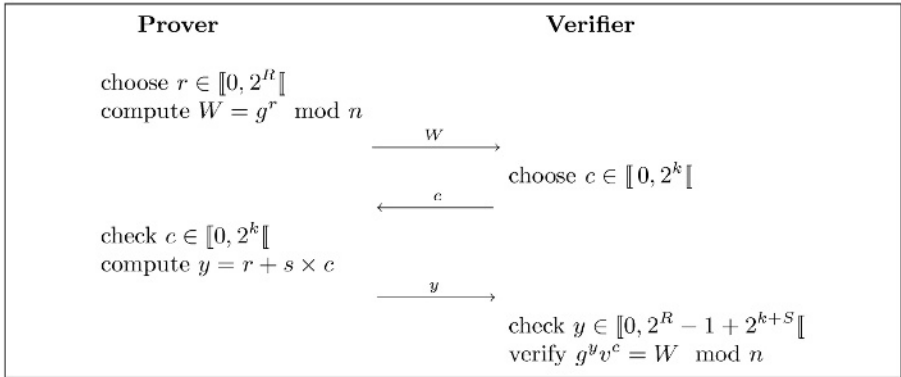 Prover Verifier
choose r ∈ ⟦0, 2^R⟦
compute W = g^r mod n
W
choose c ∈ ⟦0, 2^k⟦
c
check c ∈ ⟦0, 2^k⟦
compute y = r + s × c
y
check y ∈ ⟦0, 2^R − 1 + 2^{k+S}⟦
verify g^y v^c = W mod n